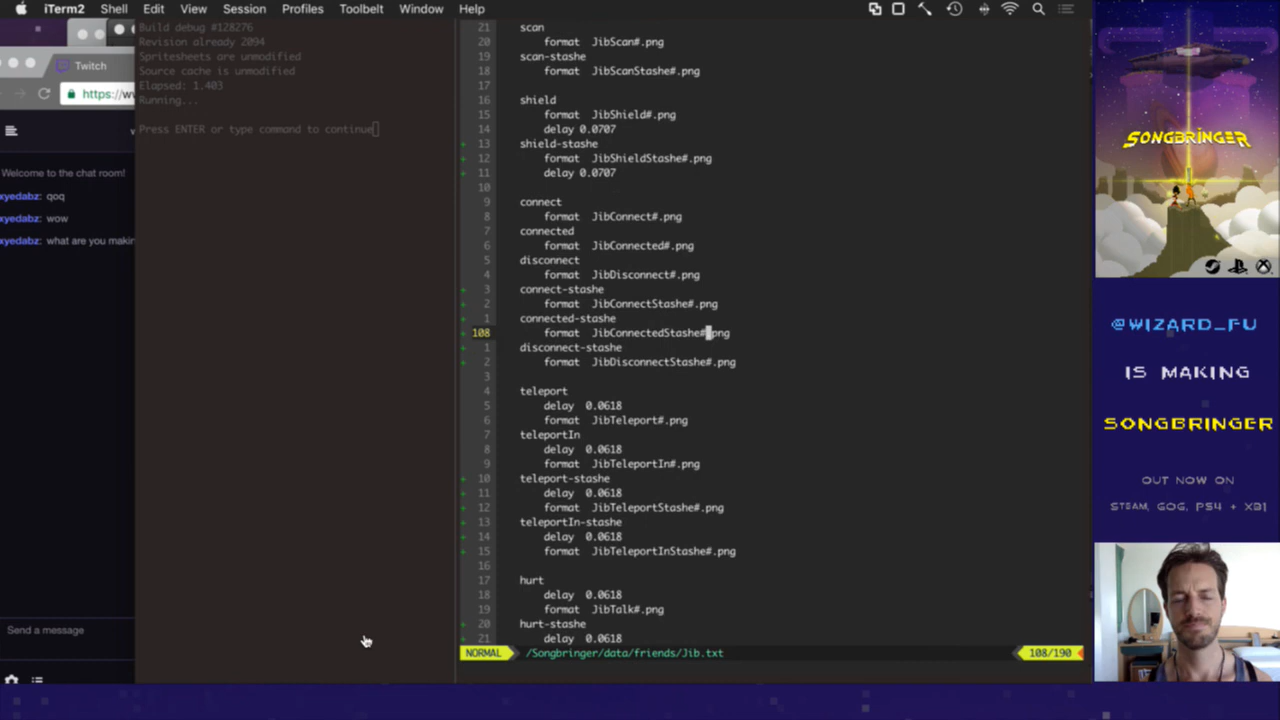 iTerm2 Shell Edit View Session Profiles Toolbelt Window Help
Twitch
https://ww
Welcome to the chat room!
xyedabz: qoq
xyedabz: wow
xyedabz: what are you makin
Send a message
Build debug #128276
Revision already 2094
Spritesheets are unmodified
Source cache is unmodified
Elapsed: 1.403
Running...
Press ENTER or type command to continue
21 scan
20 format JibScan#.png
19 scan-stashe
18 format JibScanStashe#.png
17
16 shield
15 format JibShield#.png
14 delay 0.0707
+ 13 shield-stashe
+ 12 format JibShieldStashe#.png
+ 11 delay 0.0707
10
9 connect
8 format JibConnect#.png
7 connected
6 format JibConnected#.png
5 disconnect
4 format JibDisconnect#.png
+ 3 connect-stashe
+ 2 format JibConnectStashe#.png
+ 1 connected-stashe
+ 108 format JibConnectedStashe#.png
+ 1 disconnect-stashe
+ 2 format JibDisconnectStashe#.png
3
4 teleport
5 delay 0.0618
6 format JibTeleport#.png
7 teleportIn
8 delay 0.0618
9 format JibTeleportIn#.png
+ 10 teleport-stashe
+ 11 delay 0.0618
+ 12 format JibTeleportStashe#.png
+ 13 teleportIn-stashe
+ 14 delay 0.0618
+ 15 format JibTeleportInStashe#.png
16
17 hurt
18 delay 0.0618
19 format JibTalk#.png
+ 20 hurt-stashe
+ 21 delay 0.0618
NORMAL /Songbringer/data/friends/Jib.txt 108/190
SONGBRINGER
@WIZARD_FU
IS MAKING
SONGBRINGER
OUT NOW ON
STEAM, GOG, PS4 + XB1